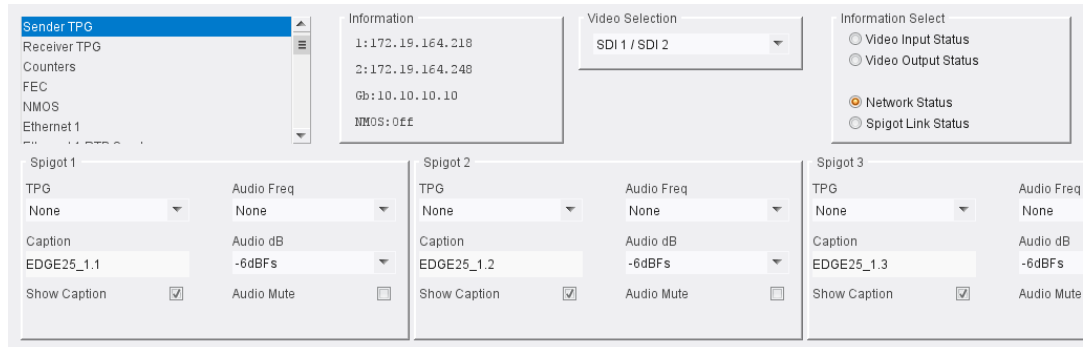 Sender TPG
Receiver TPG
Counters
FEC
NMOS
Ethernet 1
Information
1:172.19.164.218
2:172.19.164.248
Gb:10.10.10.10
NMOS:Off
Video Selection
SDI 1 / SDI 2
Information Select
Video Input Status
Video Output Status
Network Status
Spigot Link Status
Spigot 1
TPG Audio Freq
None None
Caption Audio dB
EDGE25_1.1 -6dBFs
Show Caption Audio Mute
Spigot 2
TPG Audio Freq
None None
Caption Audio dB
EDGE25_1.2 -6dBFs
Show Caption Audio Mute
Spigot 3
TPG Audio Freq
None None
Caption Audio dB
EDGE25_1.3 -6dBFs
Show Caption Audio Mute